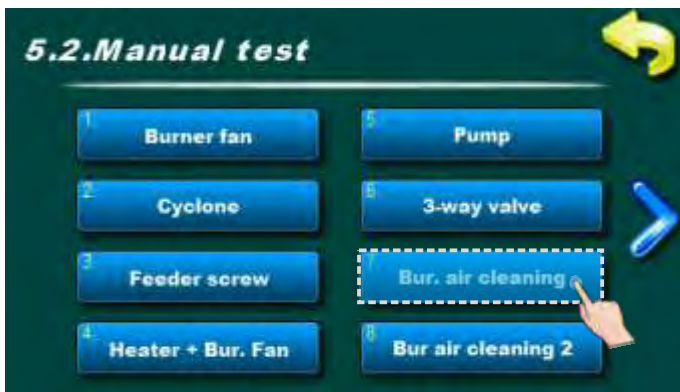 5.2.Manual test
1
Burner fan
2
Cyclone
3
Feeder screw
4
Heater + Bur. Fan
5
Pump
6
3-way valve
7
Bur. air cleaning
8
Bur air cleaning 2